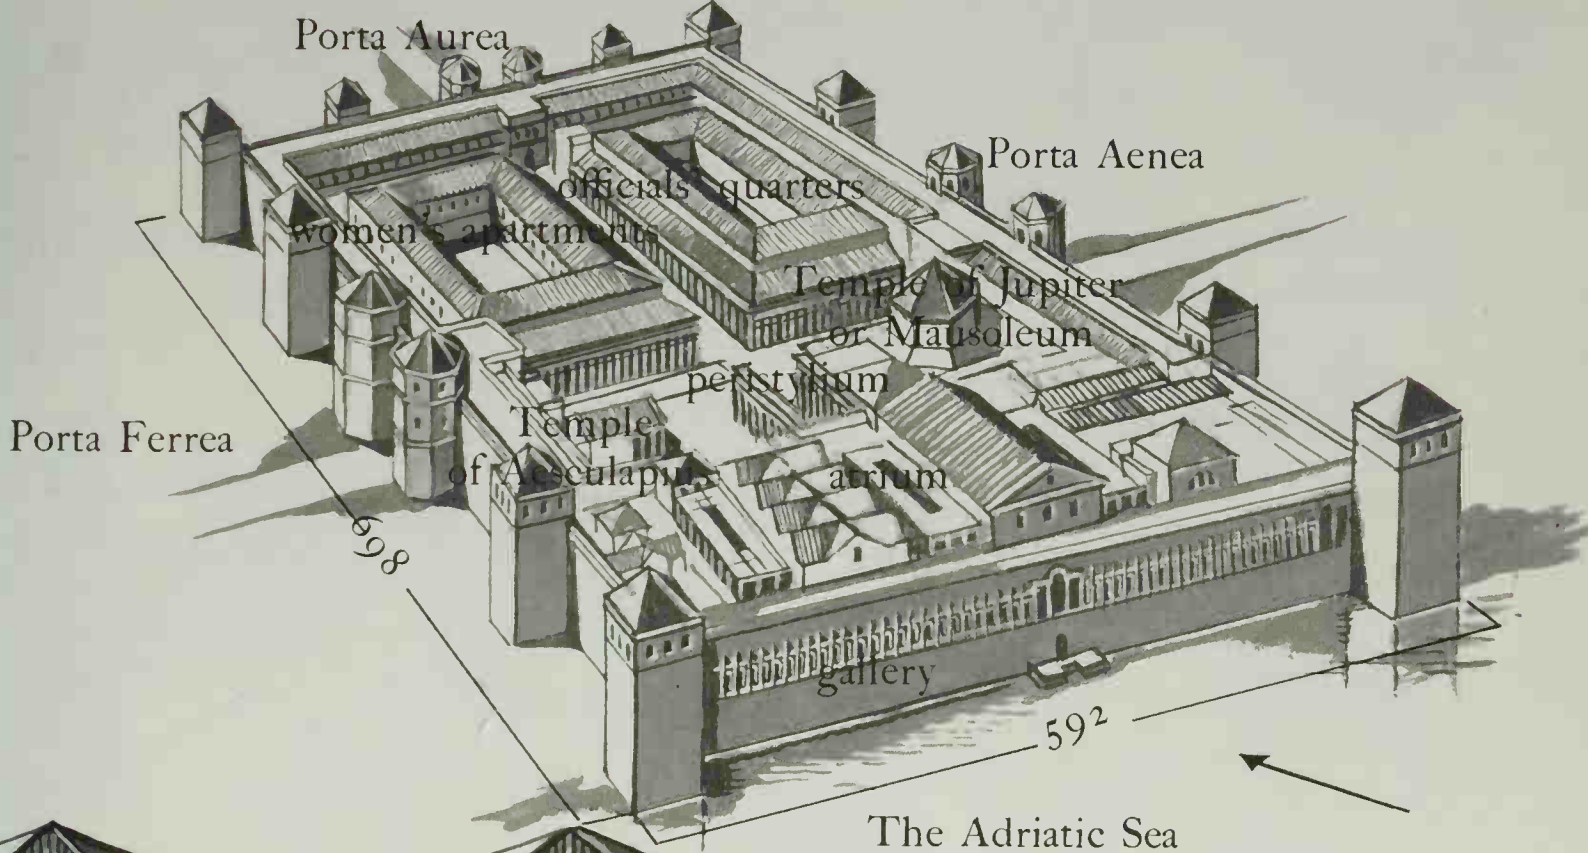 Porta Aurea
Porta Aenea
officials' quarters
women's apartments
Temple of Jupiter
or Mausoleum
peristylium
Porta Ferrea
Temple
of Aesculapius
atrium
698
gallery
592
The Adriatic Sea